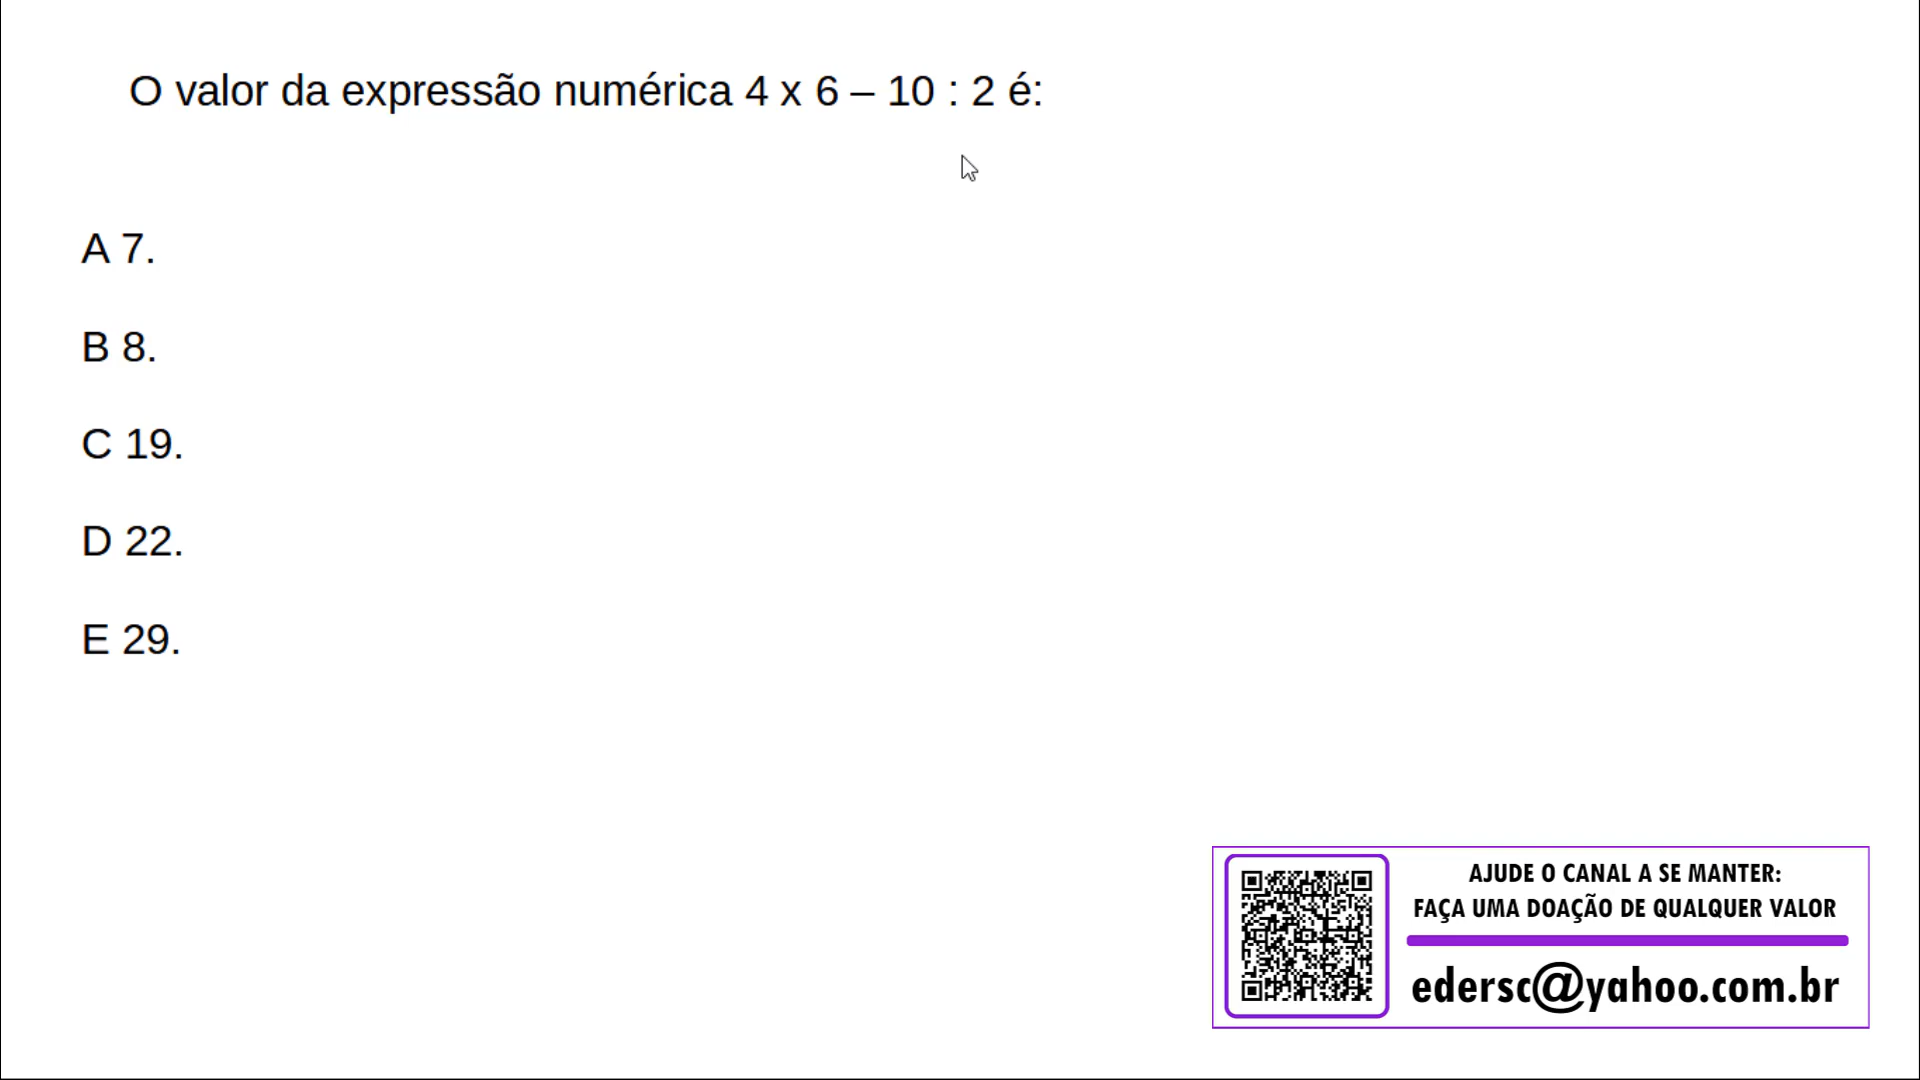 O valor da expressão numérica 4 x 6 – 10 : 2 é:
A 7.
B 8.
C 19.
D 22.
E 29.
AJUDE O CANAL A SE MANTER:
FAÇA UMA DOAÇÃO DE QUALQUER VALOR
edersc@yahoo.com.br